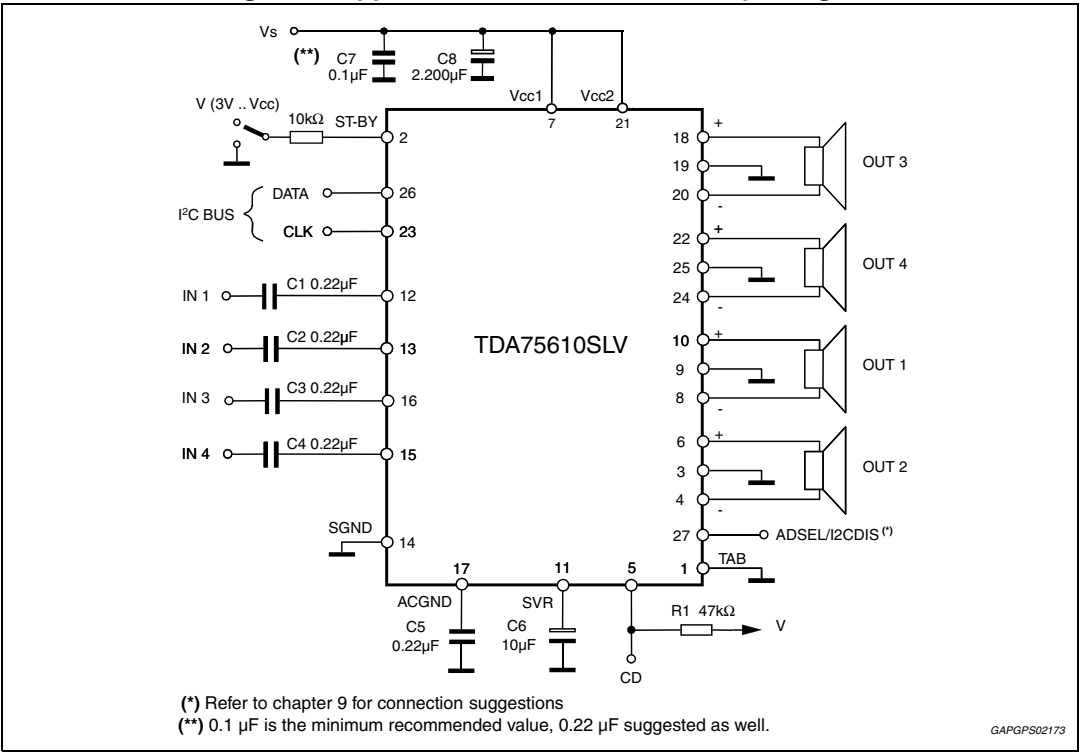 Vs
(**)
C7
0.1µF
C8
2.200µF
Vcc1
Vcc2
7
21
V (3V .. Vcc)
10kΩ
ST-BY
2
I²C BUS
DATA
26
CLK
23
IN 1
C1 0.22µF
12
IN 2
C2 0.22µF
13
IN 3
C3 0.22µF
16
IN 4
C4 0.22µF
15
SGND
14
TDA75610SLV
18
+
19
20
-
OUT 3
22
+
25
24
-
OUT 4
10
+
9
8
-
OUT 1
6
+
3
4
-
OUT 2
27
ADSEL/I2CDIS(*)
1
TAB
17
11
5
ACGND
SVR
C5
0.22µF
C6
10µF
R1 47kΩ
V
CD
(*) Refer to chapter 9 for connection suggestions
(**) 0.1 µF is the minimum recommended value, 0.22 µF suggested as well.
GAPGPS02173